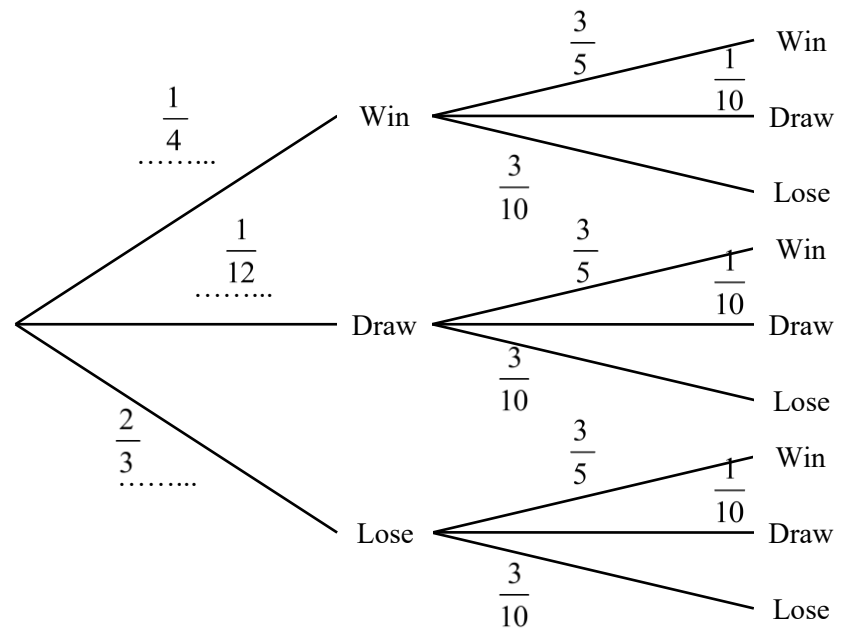 3/5 Win
1/10
1/4 Win Draw
………..
3/10 Lose
1/12 3/5 Win
………..
1/10
Draw Draw
3/10 Lose
2/3 3/5 Win
………..
1/10
Lose Draw
3/10 Lose